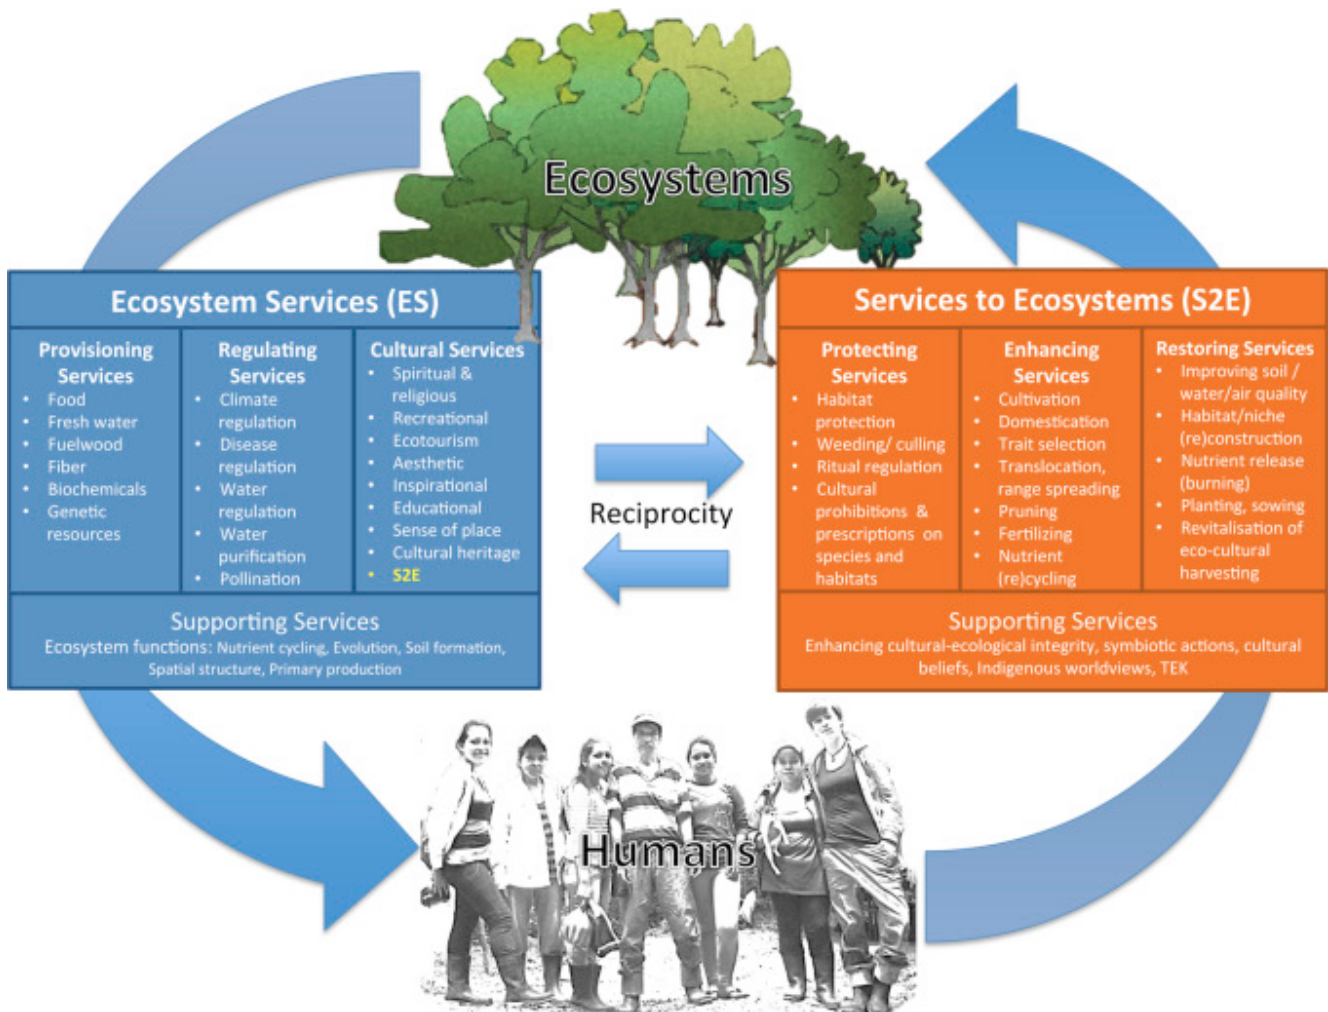 Ecosystems
Ecosystem Services (ES)
Provisioning
Services
• Food
• Fresh water
• Fuelwood
• Fiber
• Biochemicals
• Genetic
resources
Regulating
Services
• Climate
regulation
• Disease
regulation
• Water
regulation
• Water
purification
• Pollination
Cultural Services
• Spiritual &
religious
• Recreational
• Ecotourism
• Aesthetic
• Inspirational
• Educational
• Sense of place
• Cultural heritage
• S2E
Supporting Services
Ecosystem functions: Nutrient cycling, Evolution, Soil formation,
Spatial structure, Primary production
Reciprocity
Services to Ecosystems (S2E)
Protecting
Services
• Habitat
protection
• Weeding/ culling
• Ritual regulation
• Cultural
prohibitions &
prescriptions on
species and
habitats
Enhancing
Services
• Cultivation
• Domestication
• Trait selection
• Translocation,
range spreading
• Pruning
• Fertilizing
• Nutrient
(re)cycling
Restoring Services
• Improving soil /
water/air quality
• Habitat/niche
(re)construction
• Nutrient release
(burning)
• Planting, sowing
• Revitalisation of
eco-cultural
harvesting
Supporting Services
Enhancing cultural-ecological integrity, symbiotic actions, cultural
beliefs, Indigenous worldviews, TEK
Humans